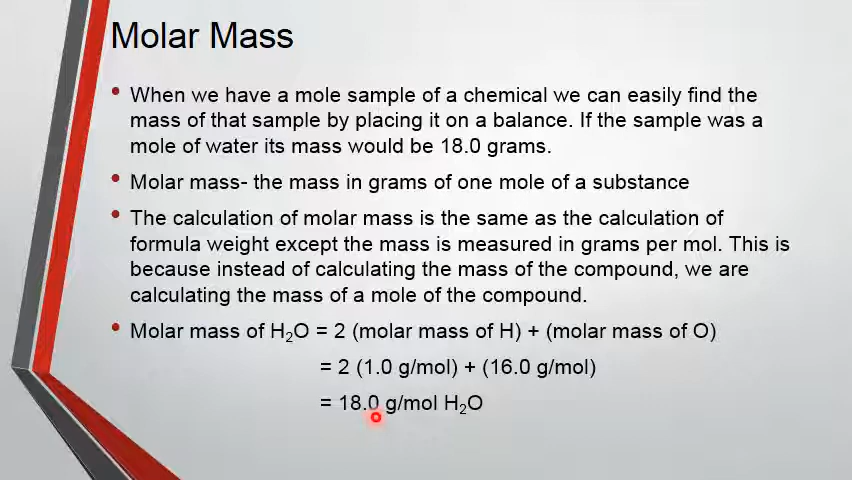 Molar Mass
• When we have a mole sample of a chemical we can easily find the
mass of that sample by placing it on a balance. If the sample was a
mole of water its mass would be 18.0 grams.
• Molar mass- the mass in grams of one mole of a substance
• The calculation of molar mass is the same as the calculation of
formula weight except the mass is measured in grams per mol. This is
because instead of calculating the mass of the compound, we are
calculating the mass of a mole of the compound.
• Molar mass of H₂O = 2 (molar mass of H) + (molar mass of O)
= 2 (1.0 g/mol) + (16.0 g/mol)
= 18.0 g/mol H₂O